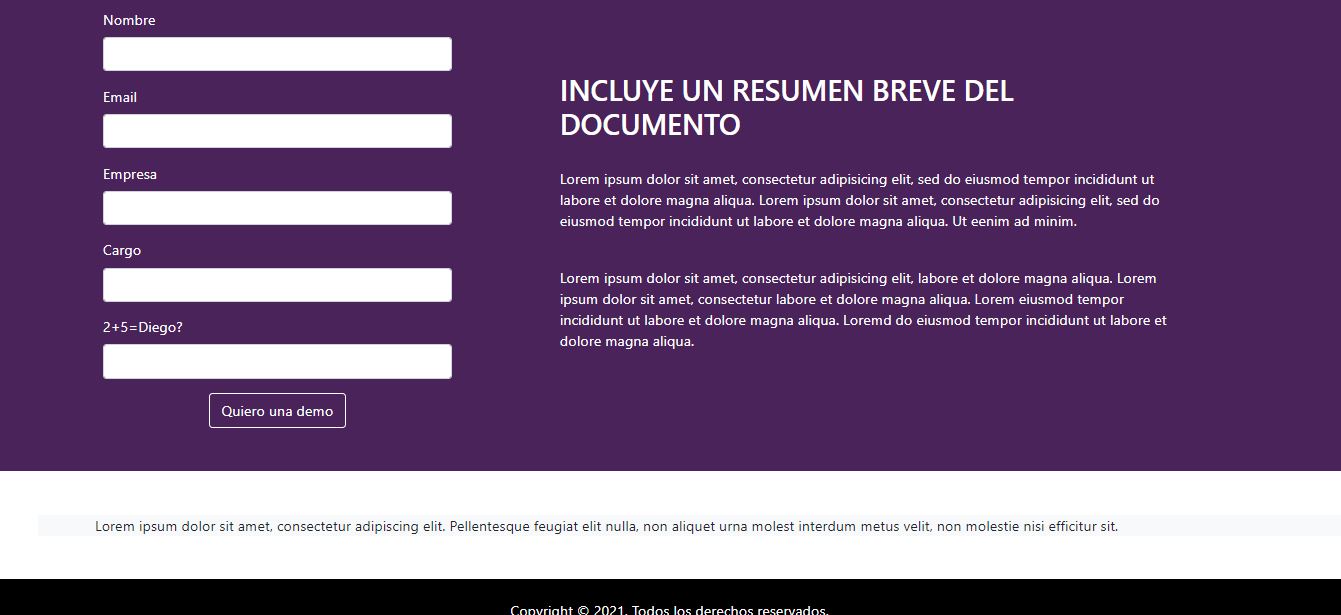 Nombre
Email
Empresa
Cargo
2+5=Diego?
Quiero una demo
INCLUYE UN RESUMEN BREVE DEL
DOCUMENTO
Lorem ipsum dolor sit amet, consectetur adipisicing elit, sed do eiusmod tempor incididunt ut
labore et dolore magna aliqua. Lorem ipsum dolor sit amet, consectetur adipisicing elit, sed do
eiusmod tempor incididunt ut labore et dolore magna aliqua. Ut eenim ad minim.
Lorem ipsum dolor sit amet, consectetur adipisicing elit, labore et dolore magna aliqua. Lorem
ipsum dolor sit amet, consectetur labore et dolore magna aliqua. Lorem eiusmod tempor
incididunt ut labore et dolore magna aliqua. Loremd do eiusmod tempor incididunt ut labore et
dolore magna aliqua.
Lorem ipsum dolor sit amet, consectetur adipiscing elit. Pellentesque feugiat elit nulla, non aliquet urna molest interdum metus velit, non molestie nisi efficitur sit.
Copyright © 2021. Todos los derechos reservados.